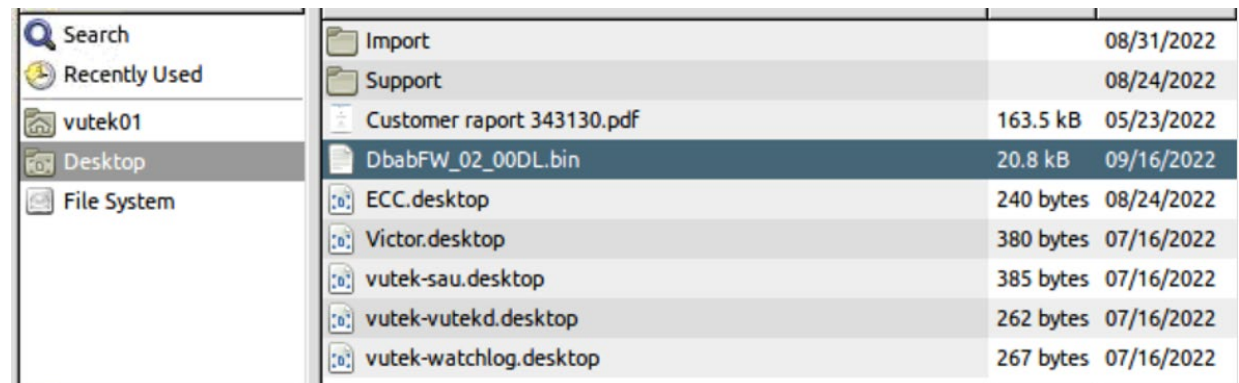 Search
Recently Used
vutek01
Desktop
File System
Import 08/31/2022
Support 08/24/2022
Customer raport 343130.pdf 163.5 kB 05/23/2022
DbabFW_02_00DL.bin 20.8 kB 09/16/2022
ECC.desktop 240 bytes 08/24/2022
Victor.desktop 380 bytes 07/16/2022
vutek-sau.desktop 385 bytes 07/16/2022
vutek-vutekd.desktop 262 bytes 07/16/2022
vutek-watchlog.desktop 267 bytes 07/16/2022